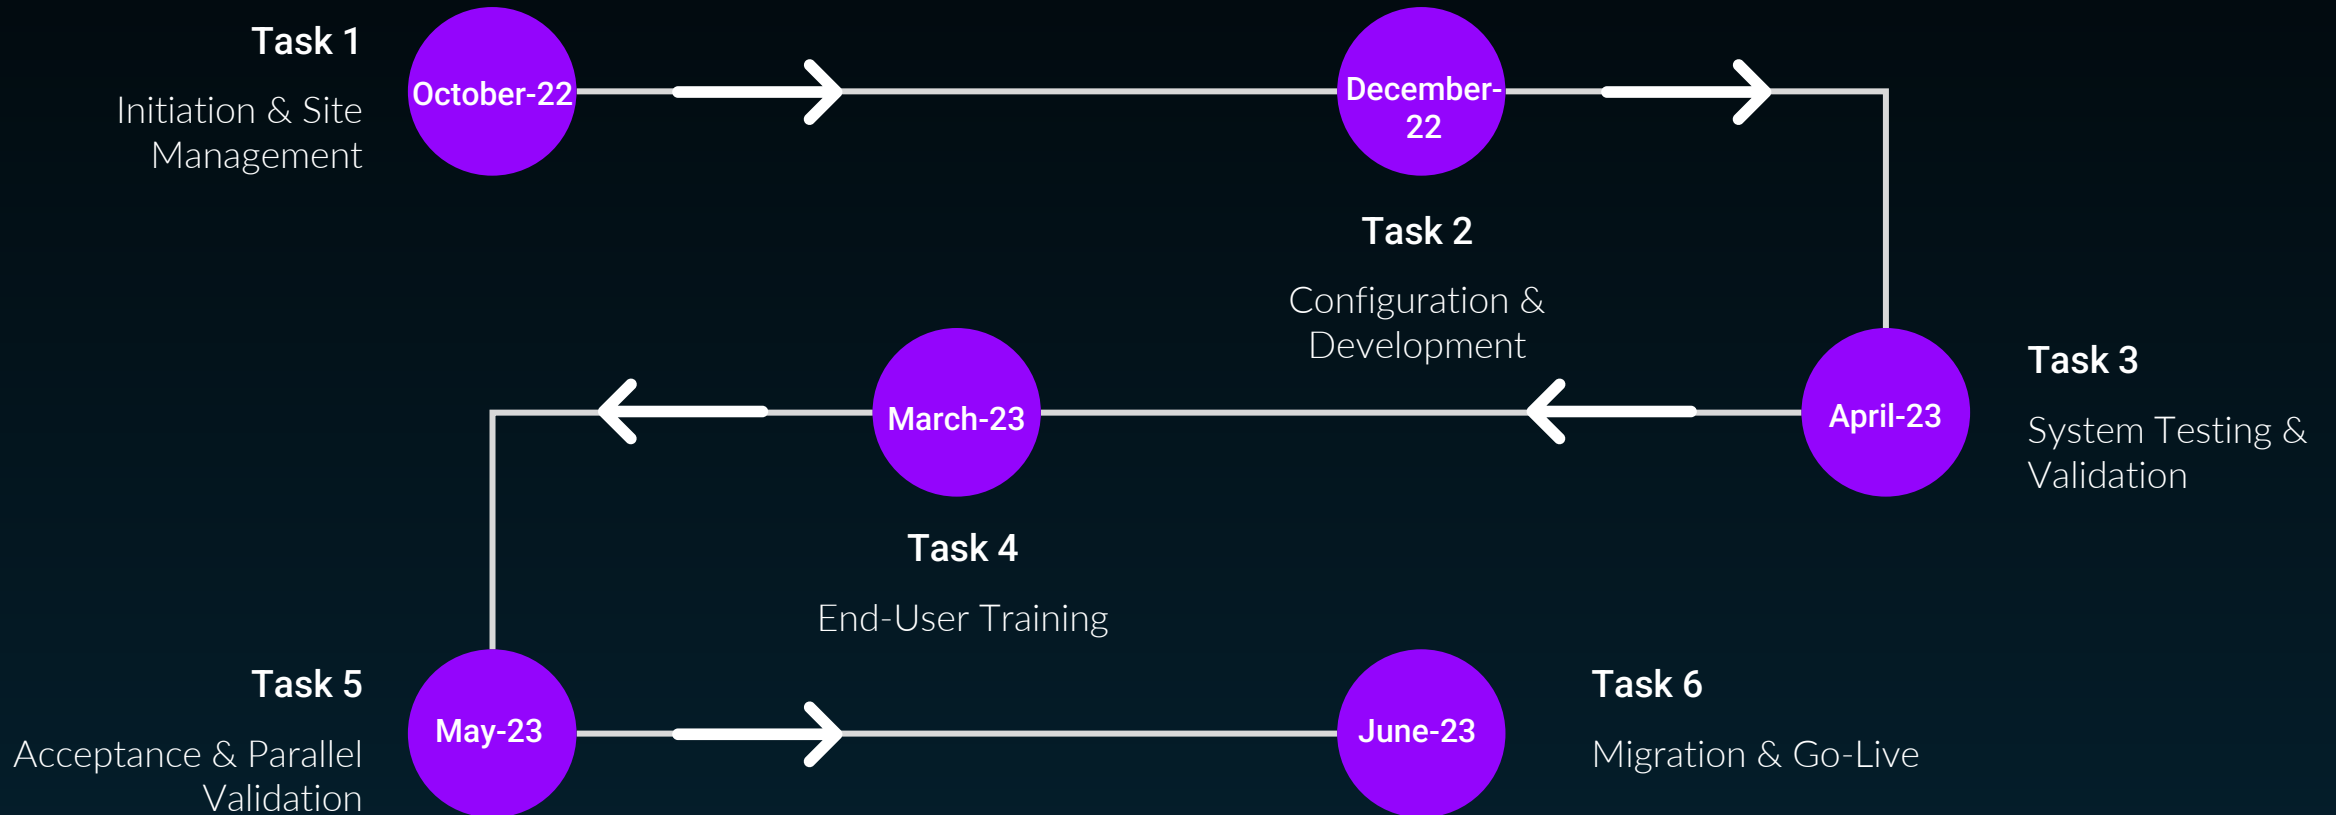 Task 1
October-22
Initiation & Site
Management
December-
22
Task 2
Configuration &
Development
Task 3
April-23
System Testing &
Validation
March-23
Task 4
End-User Training
Task 5
May-23
Acceptance & Parallel
Validation
June-23
Task 6
Migration & Go-Live